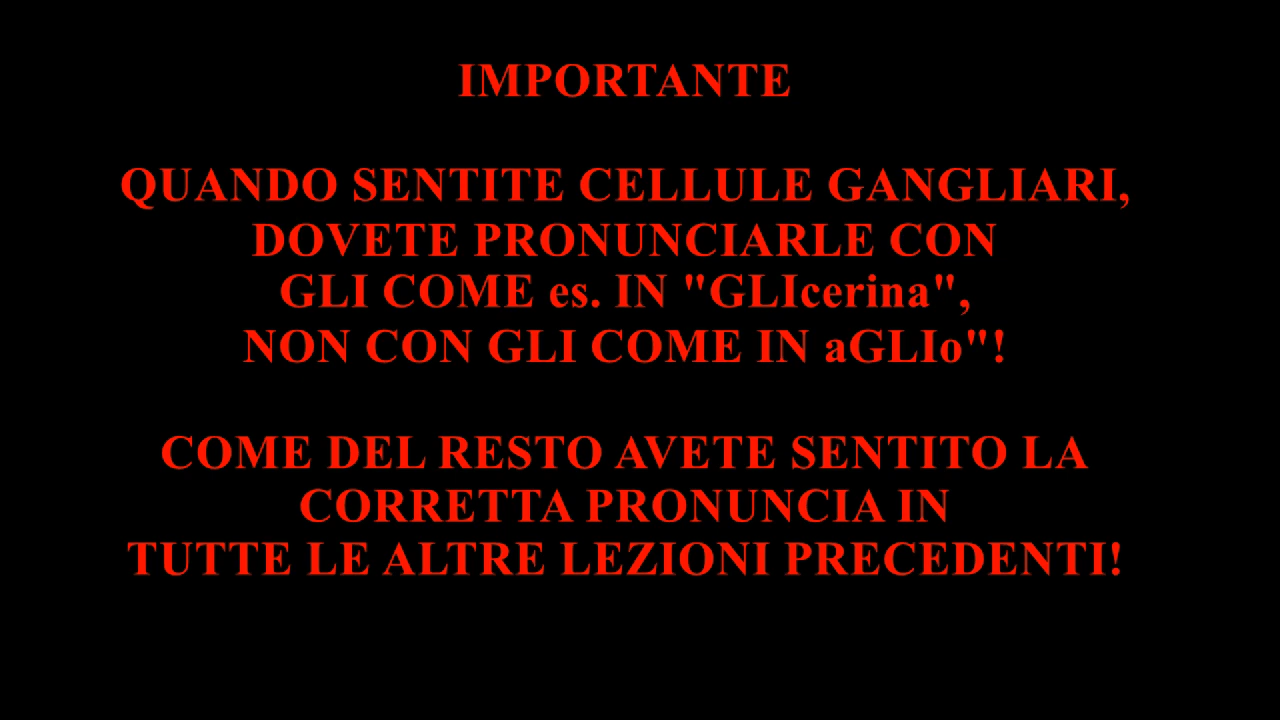 IMPORTANTE
QUANDO SENTITE CELLULE GANGLIARI,
DOVETE PRONUNCIARLE CON
GLI COME es. IN "GLIcerina",
NON CON GLI COME IN aGLIo"!
COME DEL RESTO AVETE SENTITO LA
CORRETTA PRONUNCIA IN
TUTTE LE ALTRE LEZIONI PRECEDENTI!